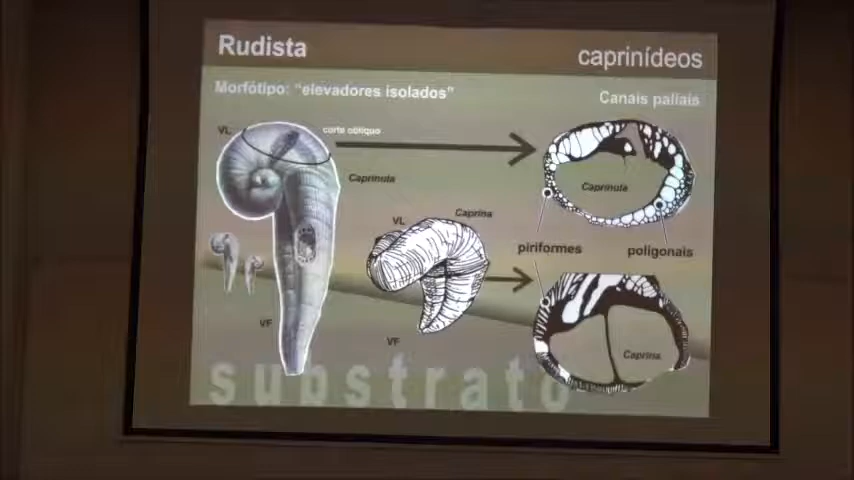 Rudista
caprinídeos
Morfótipo: "elevadores isolados"
Canais paliais
VL
corte oblíquo
Caprinula
Caprinula
VL
Caprina
piriformes
poligonais
VF
VF
Caprina
substrato